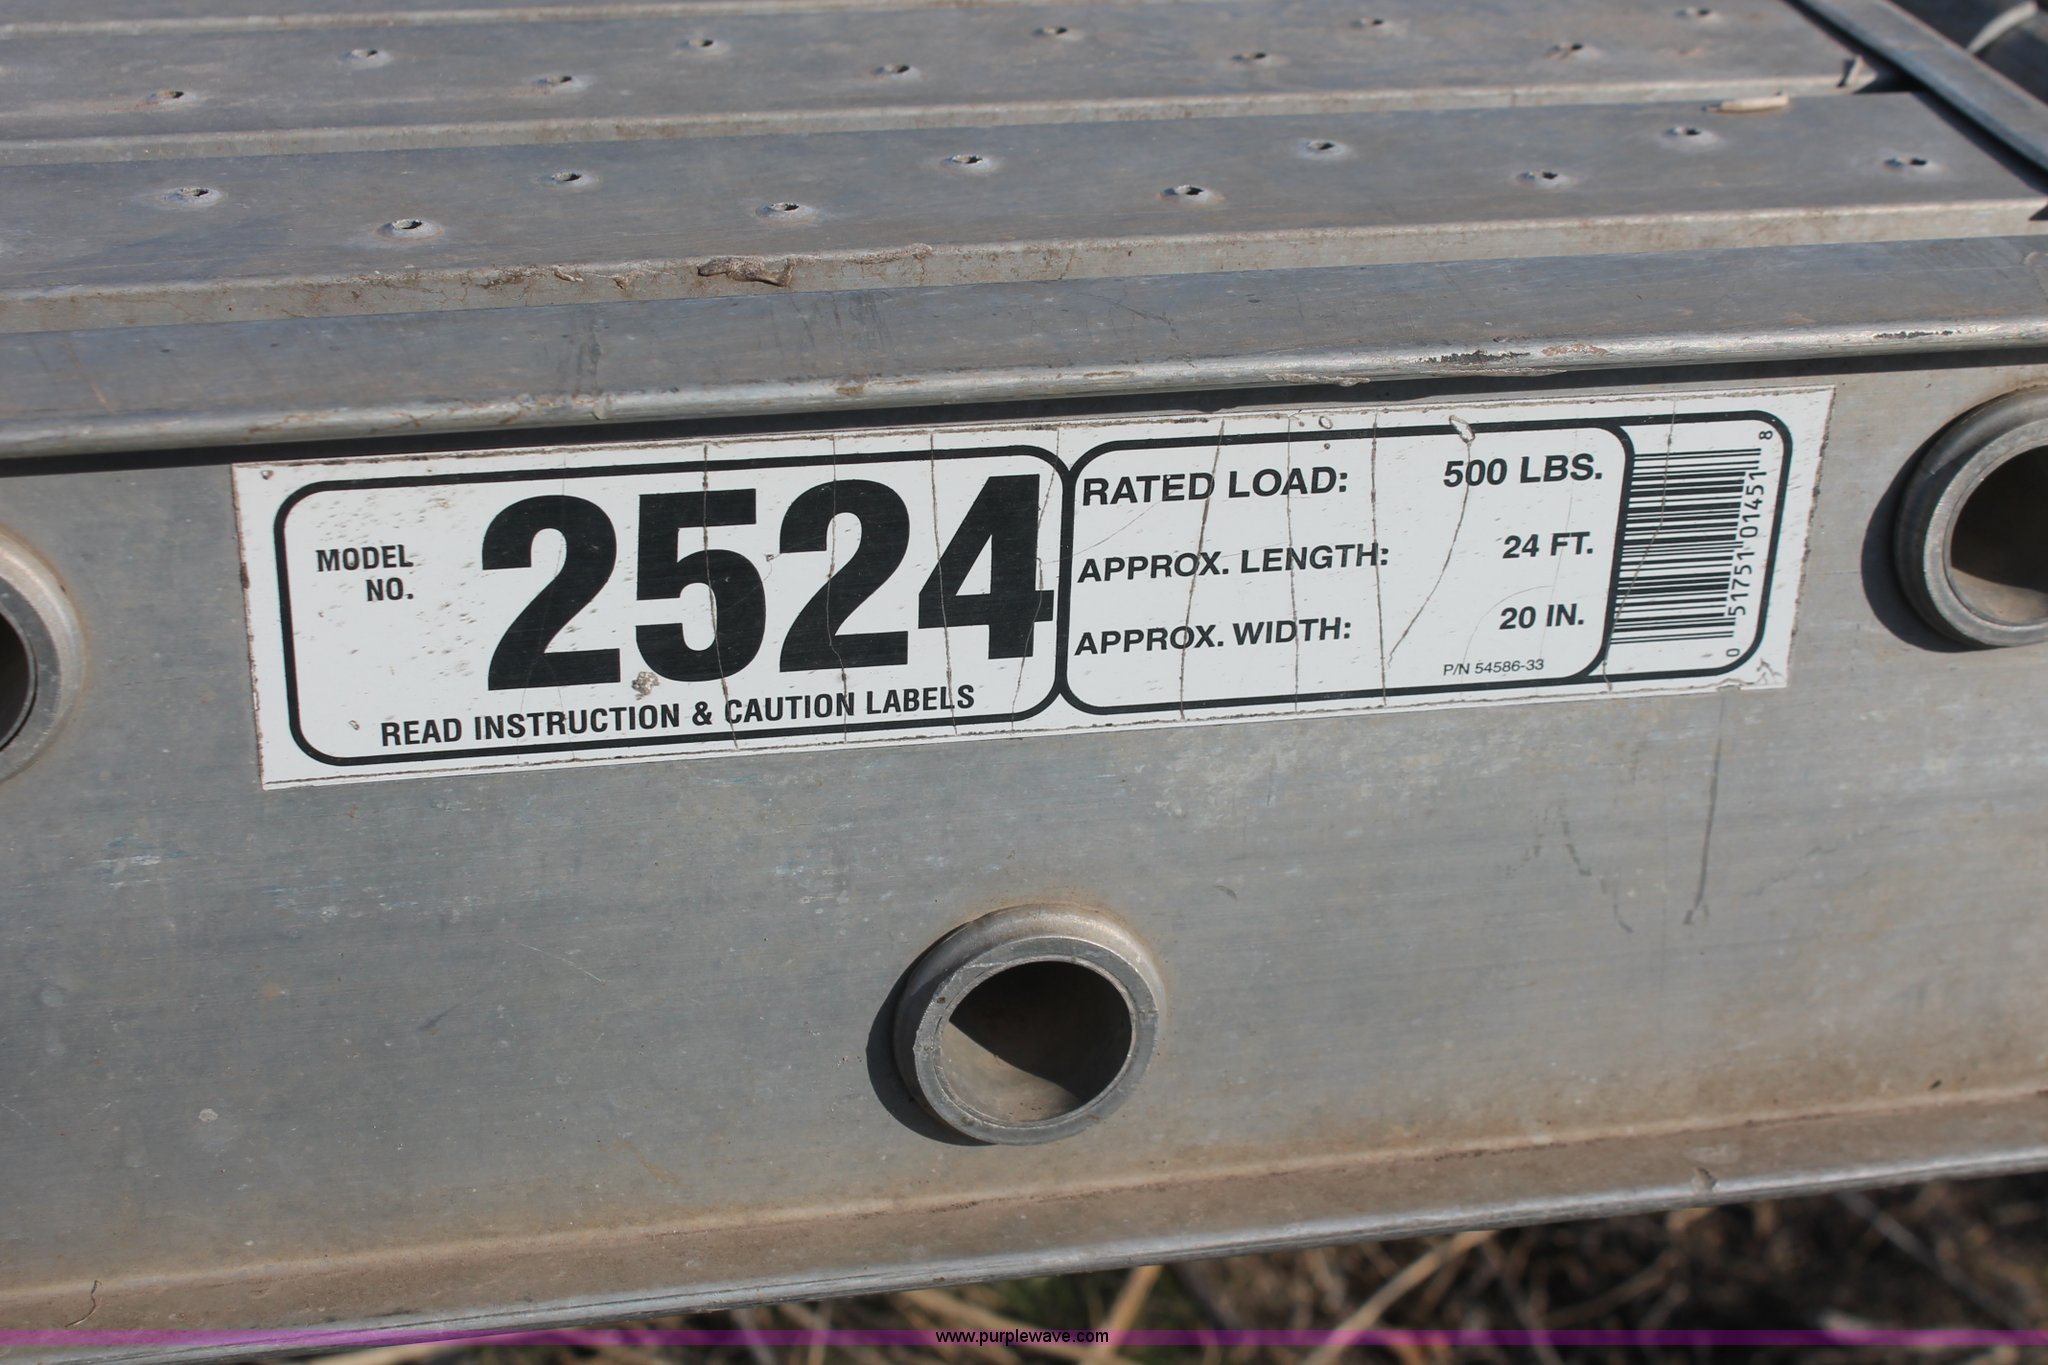 MODEL
NO.
2524
READ INSTRUCTION & CAUTION LABELS
RATED LOAD: 500 LBS.
APPROX. LENGTH: 24 FT.
APPROX. WIDTH: 20 IN.
P/N 54586-33
0 51751 01451 8
www.purplewave.com